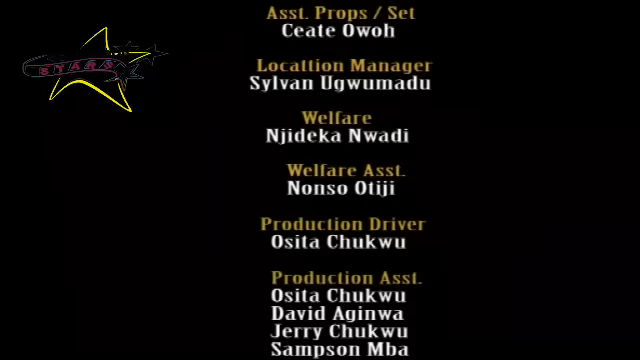 Asst. Props / Set
Ceate Owoh
Locattion Manager
Sylvan Ugwumadu
STARS
Welfare
Njideka Nwadi
Welfare Asst.
Nonso Otiji
Production Driver
Osita Chukwu
Production Asst.
Osita Chukwu
David Aginwa
Jerry Chukwu
Sampson Mba